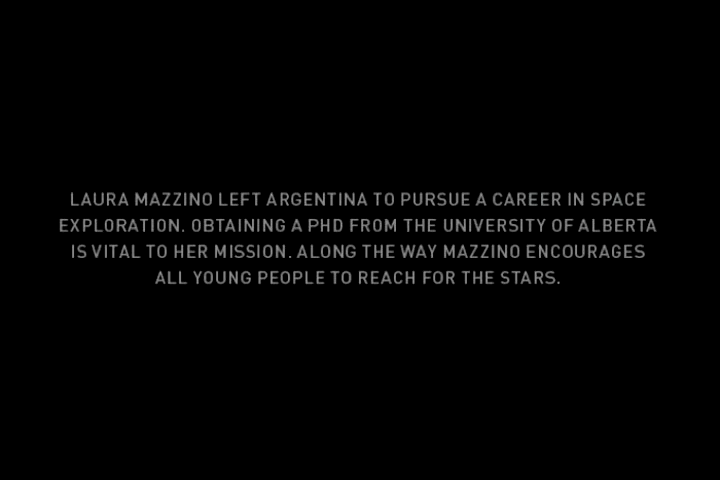 LAURA MAZZINO LEFT ARGENTINA TO PURSUE A CAREER IN SPACE
EXPLORATION. OBTAINING A PHD FROM THE UNIVERSITY OF ALBERTA
IS VITAL TO HER MISSION. ALONG THE WAY MAZZINO ENCOURAGES
ALL YOUNG PEOPLE TO REACH FOR THE STARS.